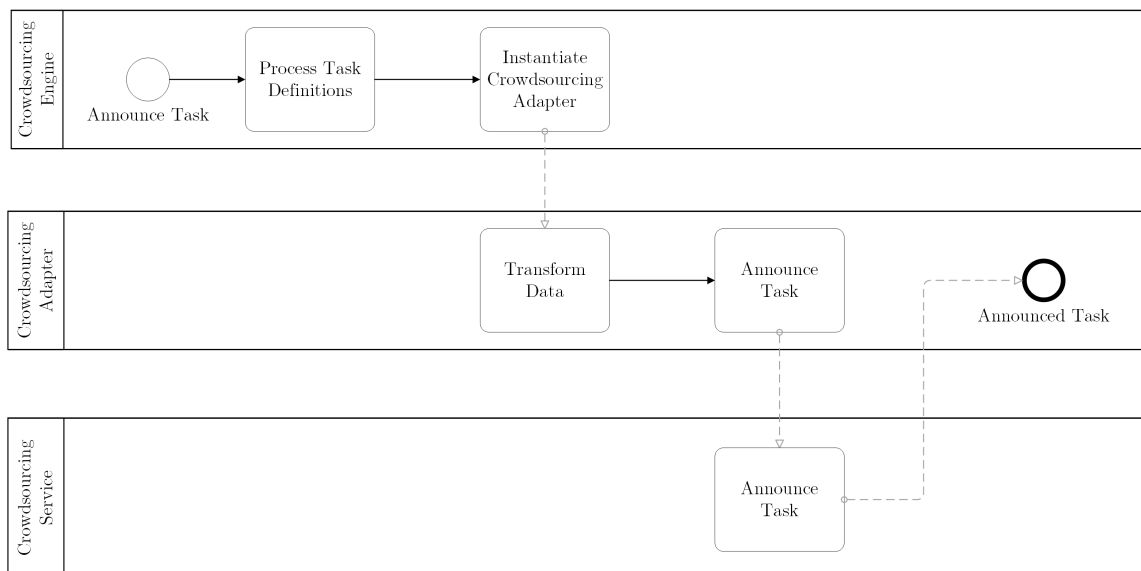 Crowdsourcing
Engine
Announce Task
Process Task
Definitions
Instantiate
Crowdsourcing
Adapter
Crowdsourcing
Adapter
Transform
Data
Announce
Task
Announced Task
Crowdsourcing
Service
Announce
Task